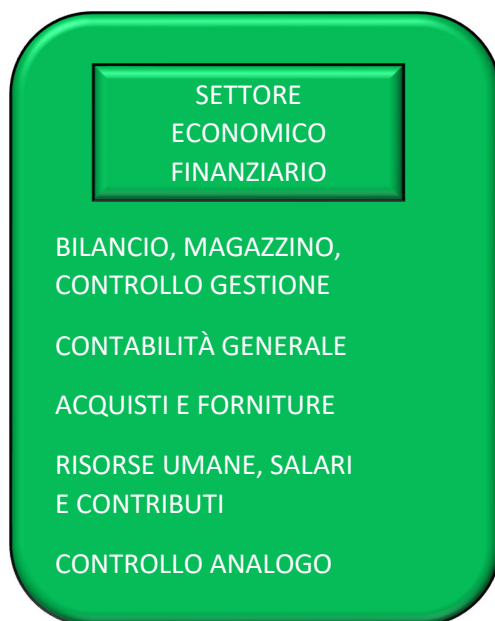 SETTORE
ECONOMICO
FINANZIARIO
BILANCIO, MAGAZZINO,
CONTROLLO GESTIONE
CONTABILITÀ GENERALE
ACQUISTI E FORNITURE
RISORSE UMANE, SALARI
E CONTRIBUTI
CONTROLLO ANALOGO